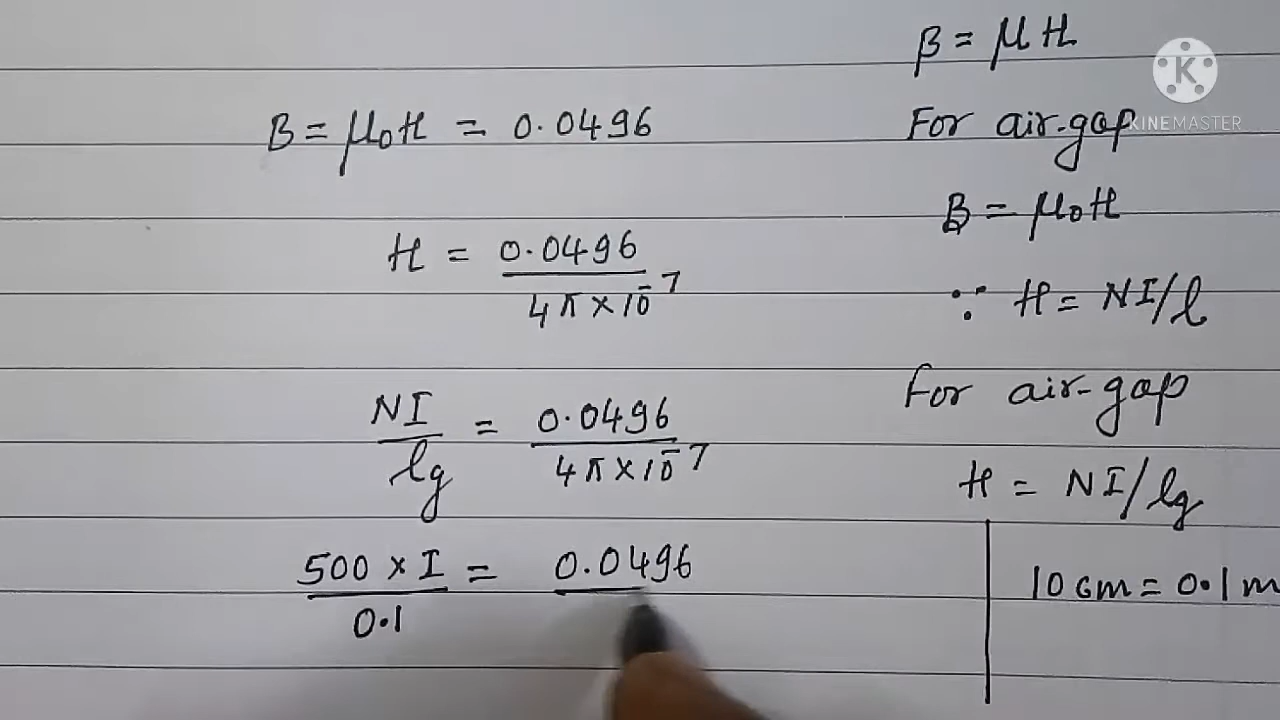 B = μ₀H = 0.0496
H = 0.0496 / 4π×10⁻⁷
NI / lg = 0.0496 / 4π×10⁻⁷
500 × I / 0.1 = 0.0496
B = μH
K
KINEMASTER
For air-gap
B = μ₀H
∵ H = NI/l
For air-gap
H = NI/lg
10 cm = 0.1 m